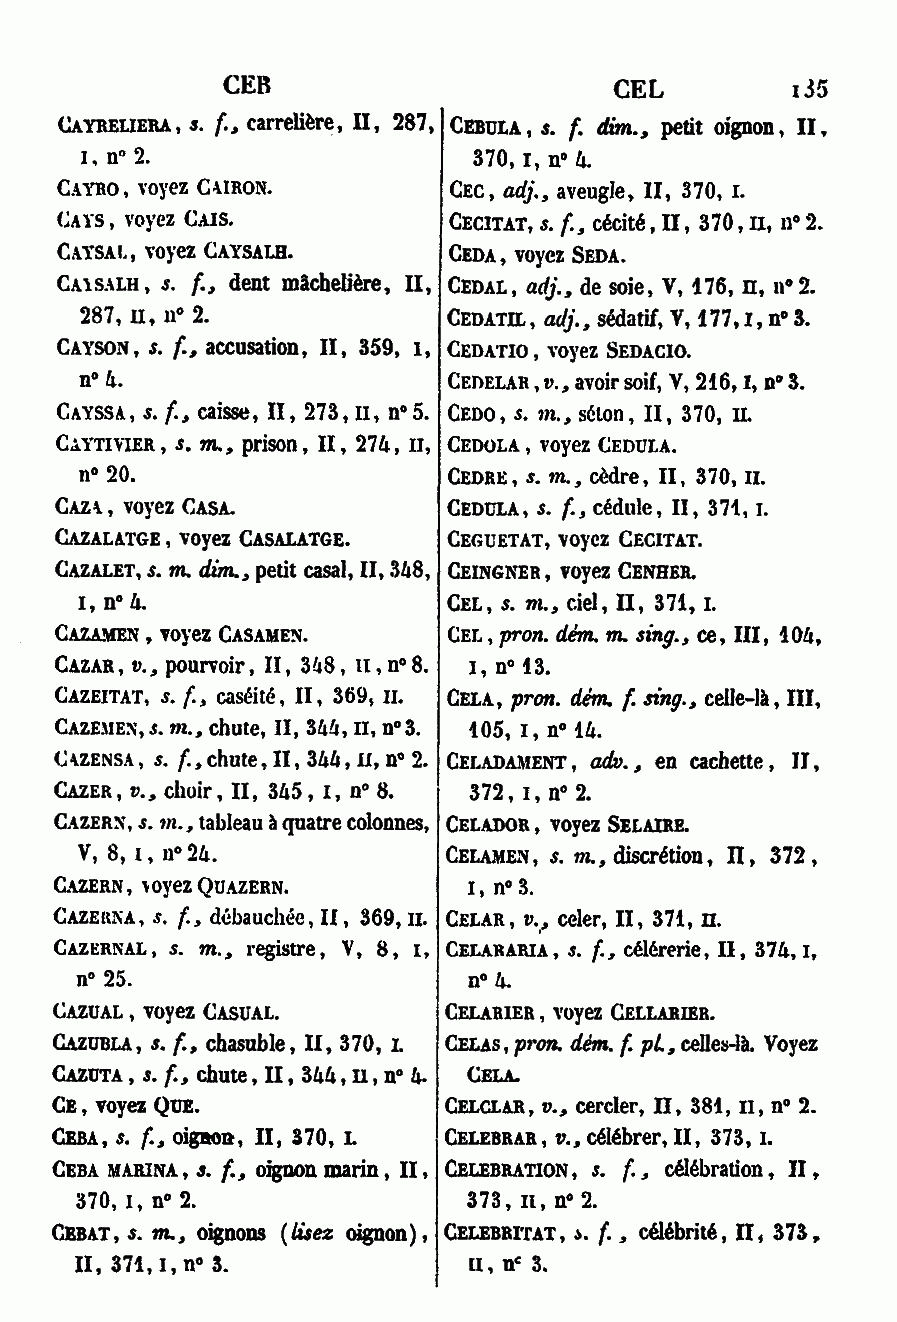 CEB
CEL 135
CAYRELIERA, s. f., carrelière, II, 287,
I, n° 2.
CAYRO, voyez CAIRON.
CAYS, voyez CAIS.
CAYSAL, voyez CAYSALH.
CAYSALH, s. f., dent mâchelière, II,
287, II, n° 2.
CAYSON, s. f., accusation, II, 359, I,
n° 4.
CAYSSA, s. f., caisse, II, 273, II, n° 5.
CAYTIVIER, s. m., prison, II, 274, II,
n° 20.
CAZA, voyez CASA.
CAZALATGE, voyez CASALATGE.
CAZALET, s. m. dim., petit casal, II, 348,
I, n° 4.
CAZAMEN, voyez CASAMEN.
CAZAR, v., pourvoir, II, 348, II, n° 8.
CAZEITAT, s. f., caséité, II, 369, II.
CAZEMEN, s. m., chute, II, 344, II, n° 3.
CAZENSA, s. f., chute, II, 344, II, n° 2.
CAZER, v., choir, II, 345, I, n° 8.
CAZERN, s. m., tableau à quatre colonnes,
V, 8, I, n° 24.
CAZERN, voyez QUAZERN.
CAZERNA, s. f., débauchée, II, 369, II.
CAZERNAL, s. m., registre, V, 8, I,
n° 25.
CAZUAL, voyez CASUAL.
CAZUBLA, s. f., chasuble, II, 370, I.
CAZUTA, s. f., chute, II, 344, II, n° 4.
CE, voyez QUE.
CEBA, s. f., oignon, II, 370, I.
CEBA MARINA, s. f., oignon marin, II,
370, I, n° 2.
CEBAT, s. m., oignons (lisez oignon),
II, 371, I, n° 3.
CEBULA, s. f. dim., petit oignon, II,
370, I, n° 4.
CEC, adj., aveugle, II, 370, I.
CECITAT, s. f., cécité, II, 370, II, n° 2.
CEDA, voyez SEDA.
CEDAL, adj., de soie, V, 176, II, n° 2.
CEDATIL, adj., sédatif, V, 177, I, n° 3.
CEDATIO, voyez SEDACIO.
CEDELAR, v., avoir soif, V, 216, I, n° 3.
CEDO, s. m., séton, II, 370, II.
CEDOLA, voyez CEDULA.
CEDRE, s. m., cèdre, II, 370, II.
CEDULA, s. f., cédule, II, 371, I.
CEGUETAT, voyez CECITAT.
CEINGNER, voyez CENHER.
CEL, s. m., ciel, II, 371, I.
CEL, pron. dém. m. sing., ce, III, 104,
I, n° 13.
CELA, pron. dém. f. sing., celle-là, III,
105, I, n° 14.
CELADAMENT, adv., en cachette, II,
372, I, n° 2.
CELADOR, voyez SELAIRE.
CELAMEN, s. m., discrétion, II, 372,
I, n° 3.
CELAR, v., celer, II, 371, II.
CELARARIA, s. f., célérerie, II, 374, I,
n° 4.
CELARIER, voyez CELLARIER.
CELAS, pron. dém. f. pl., celles-là. Voyez
CELA.
CELCLAR, v., cercler, II, 381, II, n° 2.
CELEBRAR, v., célébrer, II, 373, I.
CELEBRATION, s. f., célébration, II,
373, II, n° 2.
CELEBRITAT, s. f., célébrité, II, 373,
II, n° 3.